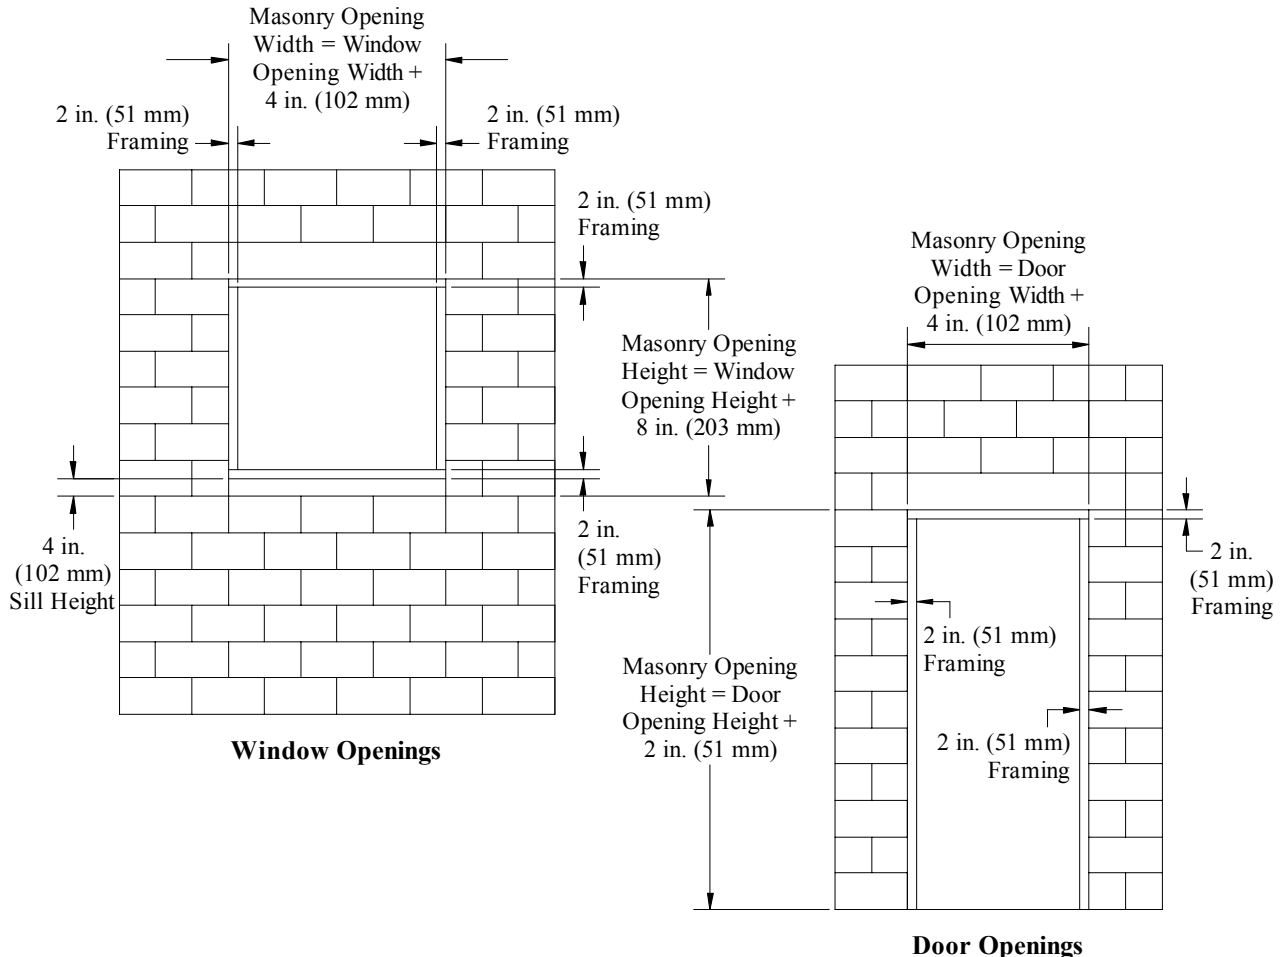 Masonry Opening
Width = Window
Opening Width +
4 in. (102 mm)
2 in. (51 mm)
Framing
2 in. (51 mm)
Framing
2 in. (51 mm)
Framing
Masonry Opening
Height = Window
Opening Height +
8 in. (203 mm)
4 in.
(102 mm)
Sill Height
2 in.
(51 mm)
Framing
Window Openings
Masonry Opening
Width = Door
Opening Width +
4 in. (102 mm)
2 in.
(51 mm)
Framing
2 in. (51 mm)
Framing
Masonry Opening
Height = Door
Opening Height +
2 in. (51 mm)
2 in. (51 mm)
Framing
Door Openings